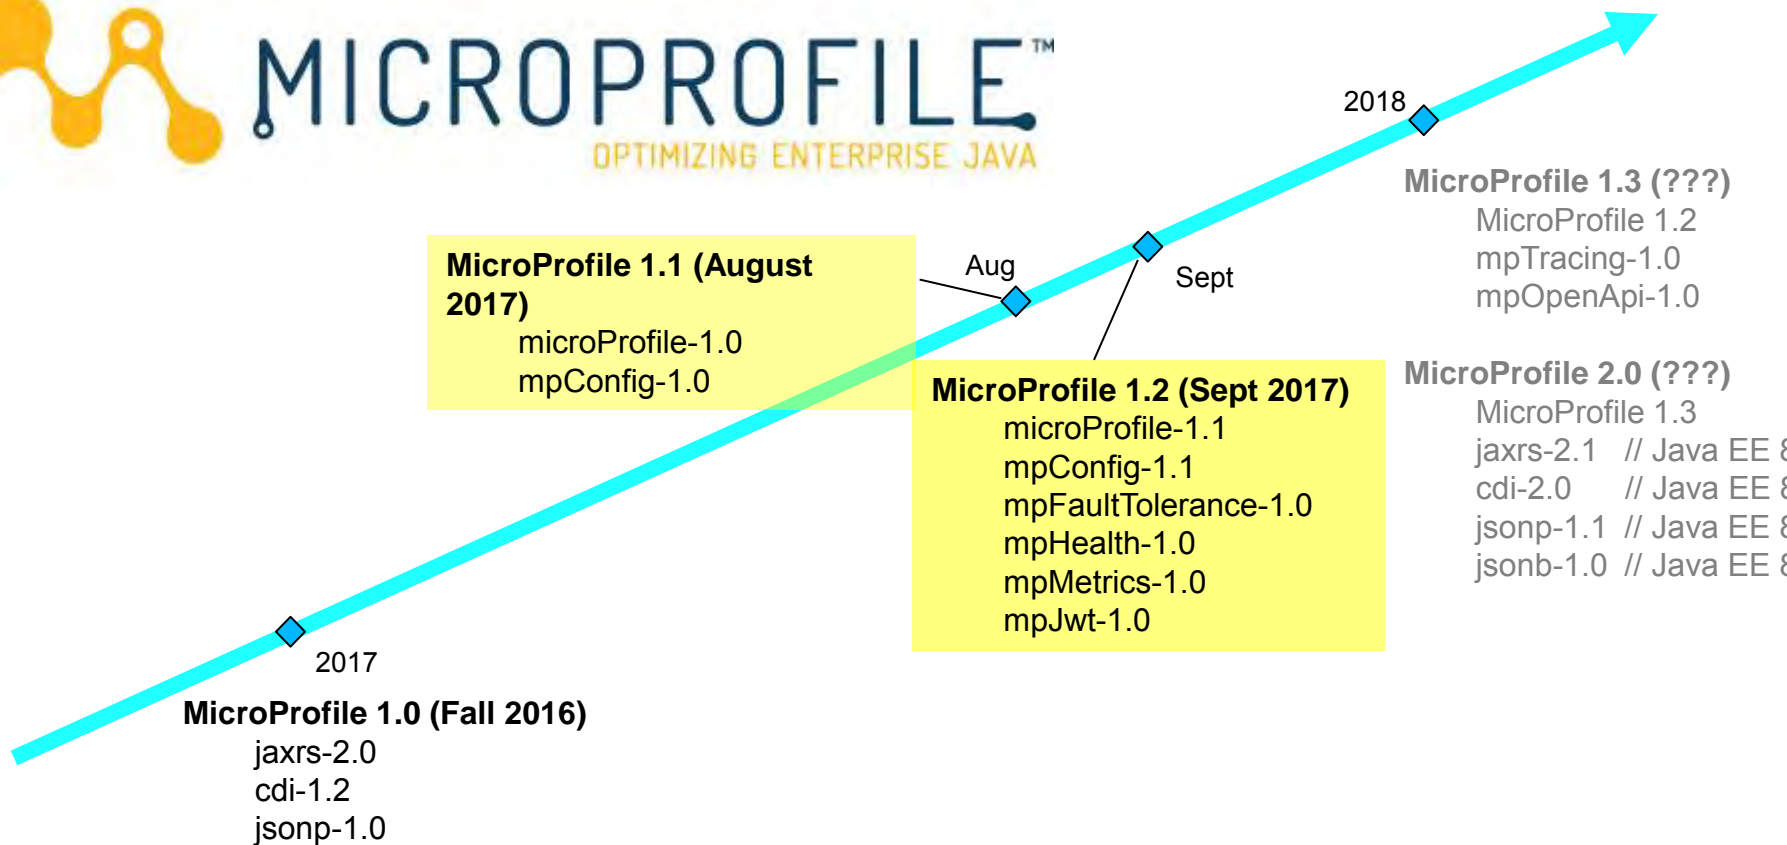 MICROPROFILE™
OPTIMIZING ENTERPRISE JAVA
2018
MicroProfile 1.3 (???)
MicroProfile 1.2
mpTracing-1.0
mpOpenApi-1.0
MicroProfile 1.1 (August
2017)
microProfile-1.0
mpConfig-1.0
Aug
Sept
MicroProfile 1.2 (Sept 2017)
microProfile-1.1
mpConfig-1.1
mpFaultTolerance-1.0
mpHealth-1.0
mpMetrics-1.0
mpJwt-1.0
MicroProfile 2.0 (???)
MicroProfile 1.3
jaxrs-2.1 // Java EE 8
cdi-2.0 // Java EE 8
jsonp-1.1 // Java EE 8
jsonb-1.0 // Java EE 8
2017
MicroProfile 1.0 (Fall 2016)
jaxrs-2.0
cdi-1.2
jsonp-1.0